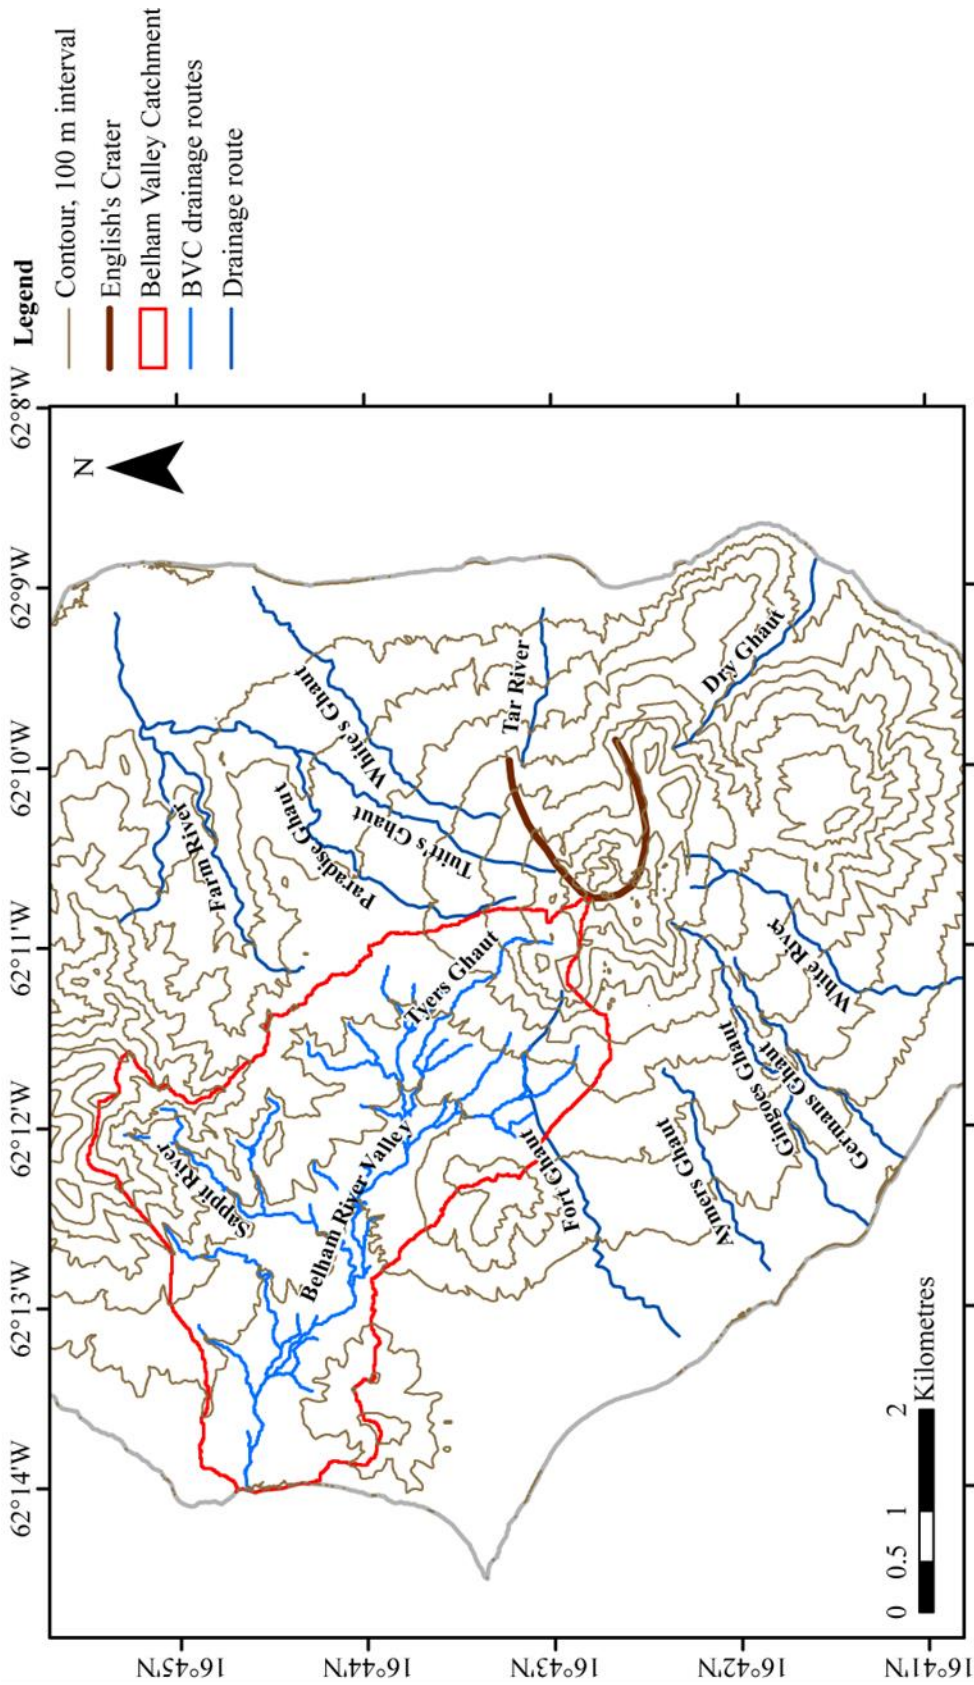 Legend
Contour, 100 m interval
English's Crater
Belham Valley Catchment
BVC drainage routes
Drainage route
62°14'W
62°13'W
62°12'W
62°11'W
62°10'W
62°9'W
62°8'W
N
16°45'N
16°44'N
16°43'N
16°42'N
16°41'N
Sappit River
Farm River
Paradise Ghaut
White's Ghaut
Tuitt's Ghaut
Belham River Valley
Tyers Ghaut
Tar River
Fort Ghaut
Dry Ghaut
Aymers Ghaut
Gingoes Ghaut
Germans Ghaut
White River
0 0.5 1 2
Kilometres